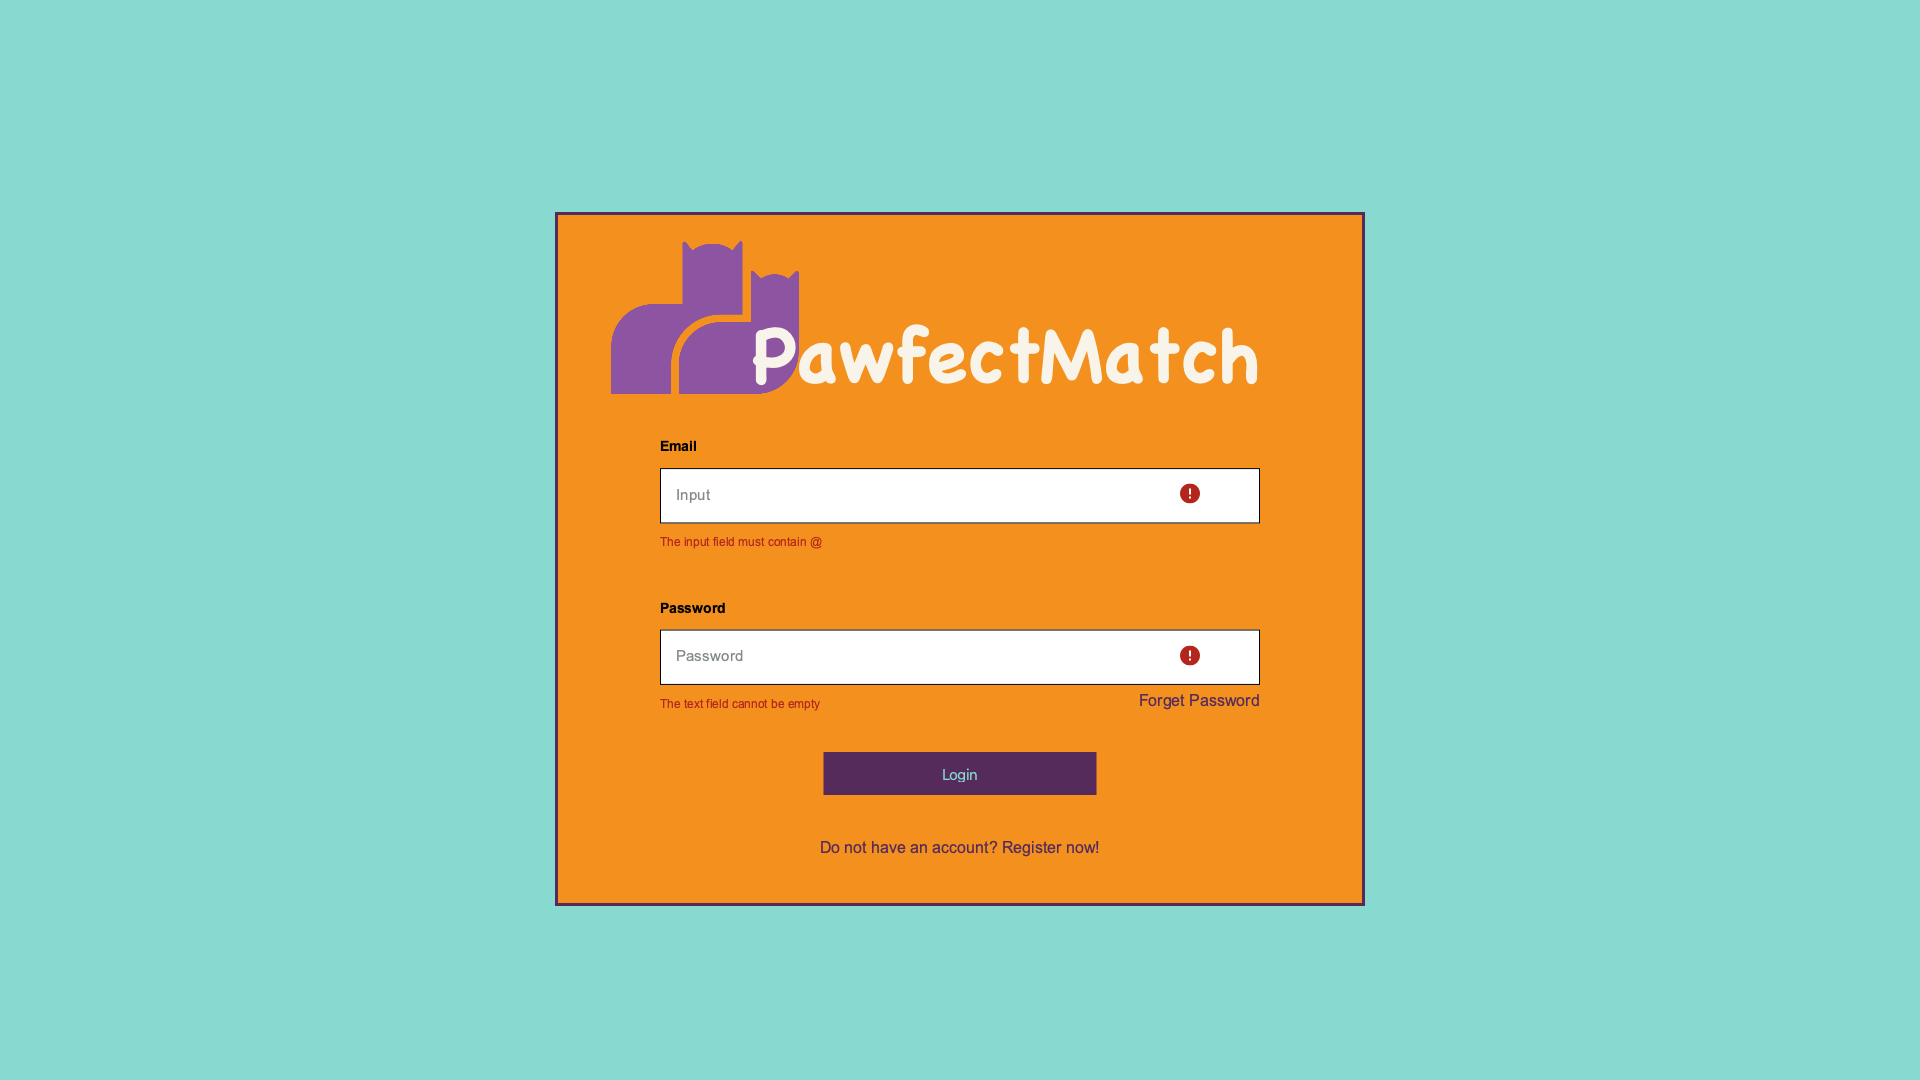 PawfectMatch
Email
Input
The input field must contain @
Password
Password
The text field cannot be empty
Forget Password
Login
Do not have an account? Register now!